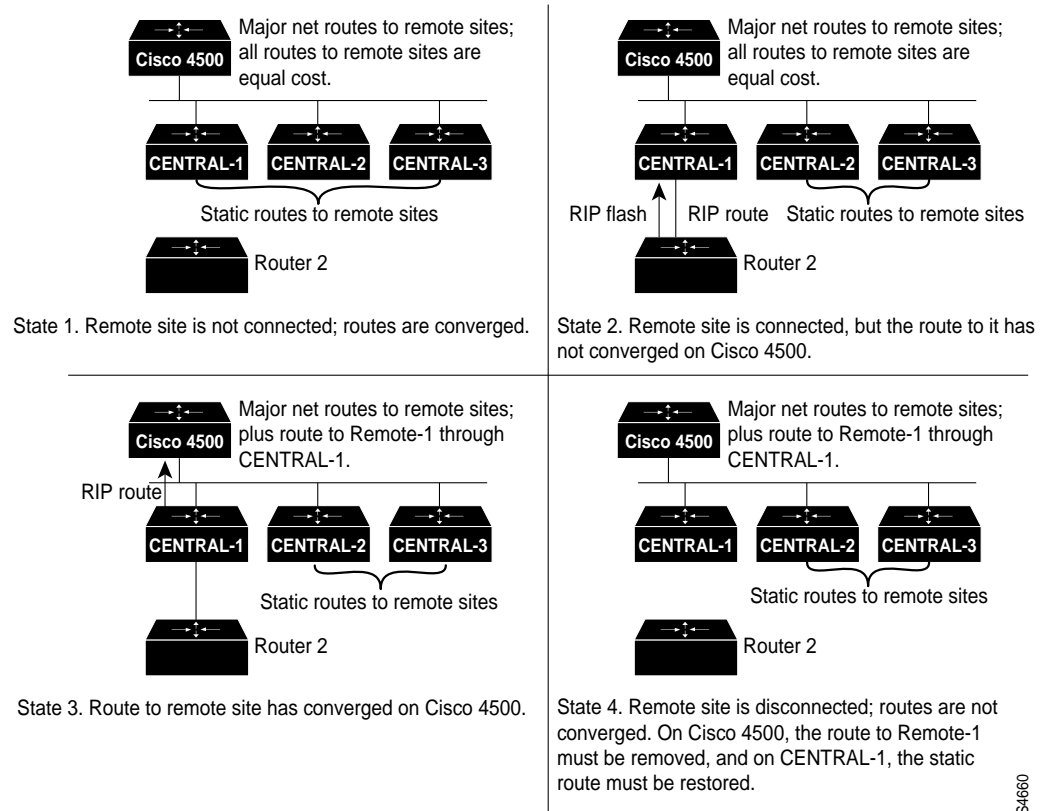 Major net routes to remote sites;
all routes to remote sites are
equal cost.
Cisco 4500
CENTRAL-1
CENTRAL-2
CENTRAL-3
Static routes to remote sites
Router 2
State 1. Remote site is not connected; routes are converged.
Major net routes to remote sites;
all routes to remote sites are
equal cost.
Cisco 4500
CENTRAL-1
CENTRAL-2
CENTRAL-3
RIP flash
RIP route
Static routes to remote sites
Router 2
State 2. Remote site is connected, but the route to it has
not converged on Cisco 4500.
Major net routes to remote sites;
plus route to Remote-1 through
CENTRAL-1.
Cisco 4500
RIP route
CENTRAL-1
CENTRAL-2
CENTRAL-3
Static routes to remote sites
Router 2
State 3. Route to remote site has converged on Cisco 4500.
Major net routes to remote sites;
plus route to Remote-1 through
CENTRAL-1.
Cisco 4500
CENTRAL-1
CENTRAL-2
CENTRAL-3
Static routes to remote sites
Router 2
State 4. Remote site is disconnected; routes are not
converged. On Cisco 4500, the route to Remote-1
must be removed, and on CENTRAL-1, the static
route must be restored.
S4660